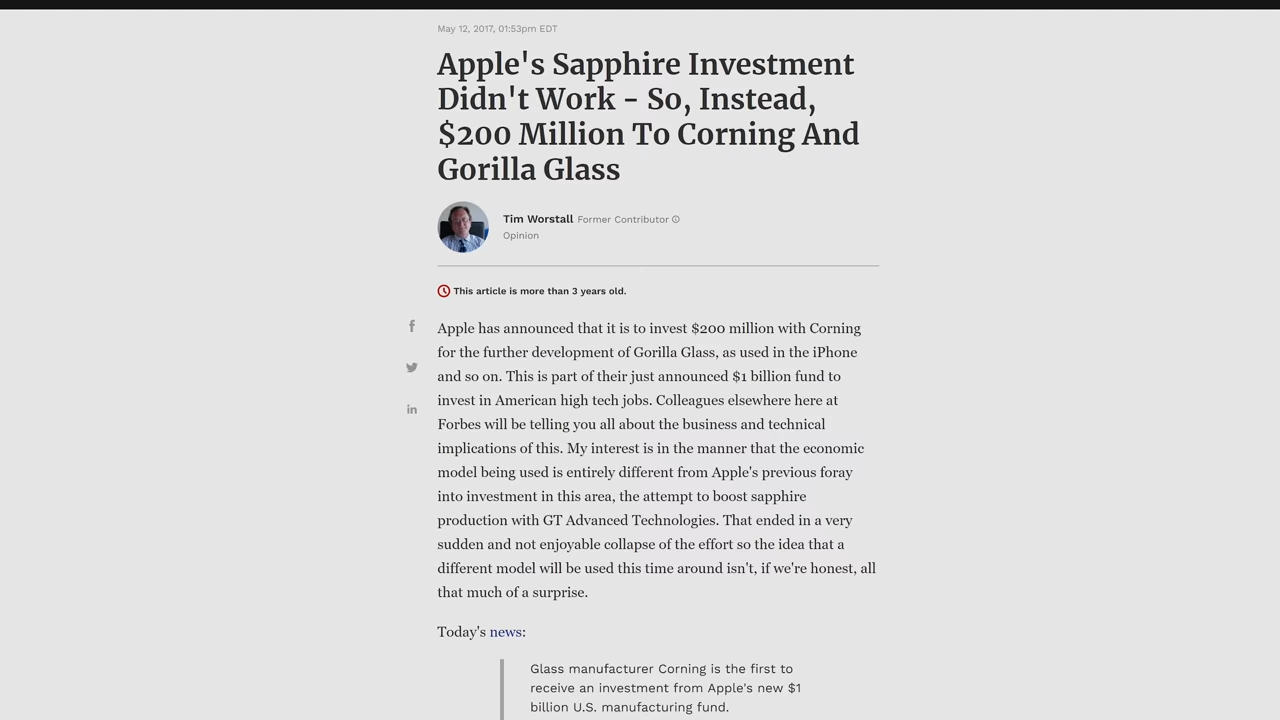 May 12, 2017, 01:53pm EDT
Apple's Sapphire Investment
Didn't Work - So, Instead,
$200 Million To Corning And
Gorilla Glass
Tim Worstall Former Contributor
Opinion
This article is more than 3 years old.
Apple has announced that it is to invest $200 million with Corning
for the further development of Gorilla Glass, as used in the iPhone
and so on. This is part of their just announced $1 billion fund to
invest in American high tech jobs. Colleagues elsewhere here at
Forbes will be telling you all about the business and technical
implications of this. My interest is in the manner that the economic
model being used is entirely different from Apple's previous foray
into investment in this area, the attempt to boost sapphire
production with GT Advanced Technologies. That ended in a very
sudden and not enjoyable collapse of the effort so the idea that a
different model will be used this time around isn't, if we're honest, all
that much of a surprise.
Today's news:
Glass manufacturer Corning is the first to
receive an investment from Apple's new $1
billion U.S. manufacturing fund.